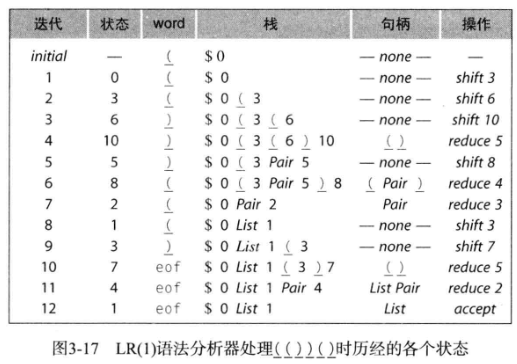 迭代 状态 word 栈 句柄 操作
initial — ( $ 0 — none — —
1 0 ( $ 0 — none — shift 3
2 3 ( $ 0 ( 3 — none — shift 6
3 6 ) $ 0 ( 3 ( 6 — none — shift 10
4 10 ) $ 0 ( 3 ( 6 ) 10 ( ) reduce 5
5 5 ) $ 0 ( 3 Pair 5 — none — shift 8
6 8 ( $ 0 ( 3 Pair 5 ) 8 ( Pair ) reduce 4
7 2 ( $ 0 Pair 2 Pair reduce 3
8 1 ( $ 0 List 1 — none — shift 3
9 3 ) $ 0 List 1 ( 3 — none — shift 7
10 7 eof $ 0 List 1 ( 3 ) 7 ( ) reduce 5
11 4 eof $ 0 List 1 Pair 4 List Pair reduce 2
12 1 eof $ 0 List 1 List accept
图3-17 LR(1)语法分析器处理(())()时历经的各个状态